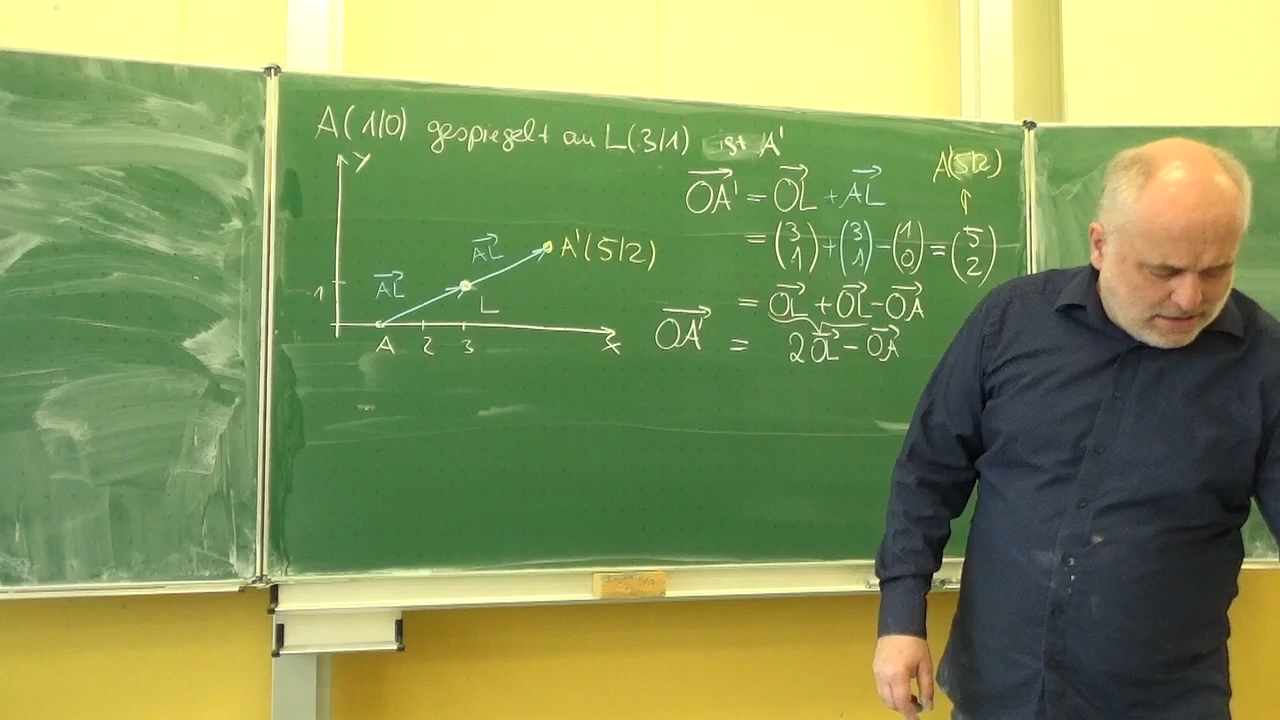 A(1|0) gespiegelt an L(3|1) ist A'
y
A'(5|2)
AL
AL
L
1
A 2 3 x
A'(5|2)
↑
OA' = OL + AL
= (3 1) + (3 1) - (1 0) = (5 2)
= OL + OL - OA
OA' = 2OL - OA